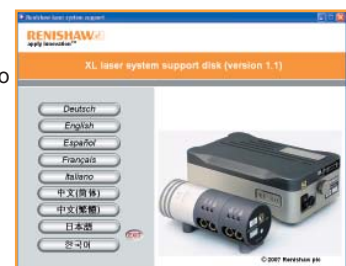 Renishaw laser system support
RENISHAW
apply innovation™
XL laser system support disk (version 1.1)
o
Deutsch
English
Español
Français
Italiano
中文(简体)
中文(繁體)
日本語
EXIT
한국어
© 2007 Renishaw plc